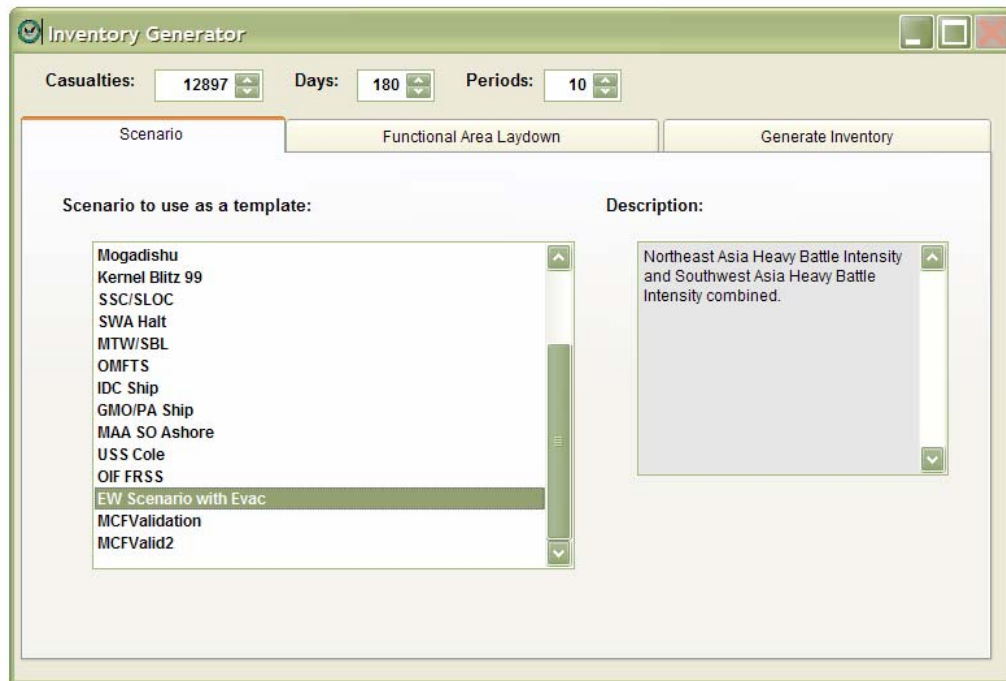 Inventory Generator
Casualties: 12897 Days: 180 Periods: 10
Scenario Functional Area Laydown Generate Inventory
Scenario to use as a template:
Mogadishu
Kernel Blitz 99
SSC/SLOC
SWA Halt
MTW/SBL
OMFTS
IDC Ship
GMO/PA Ship
MAA SO Ashore
USS Cole
OIF FRSS
EW Scenario with Evac
MCFValidation
MCFValid2
Description:
Northeast Asia Heavy Battle Intensity
and Southwest Asia Heavy Battle
Intensity combined.